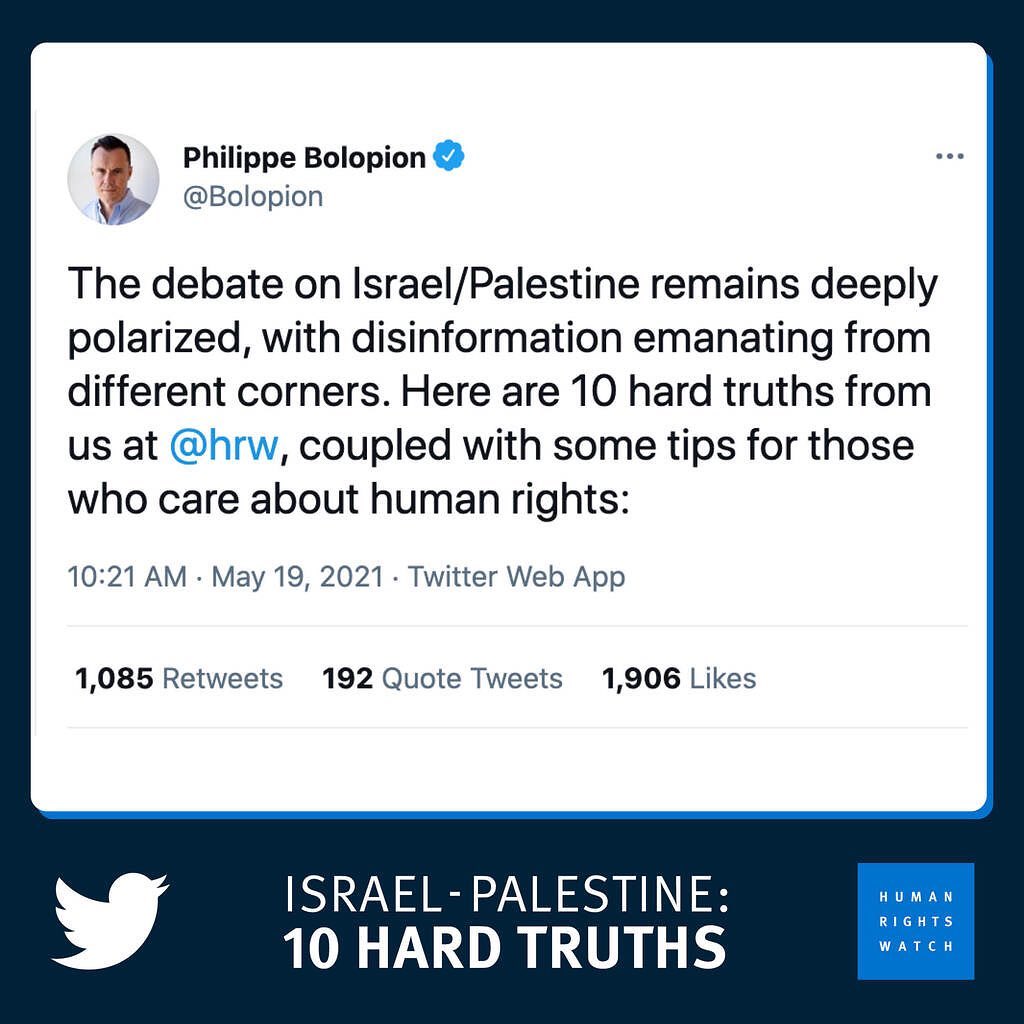 Philippe Bolopion
@Bolopion
The debate on Israel/Palestine remains deeply
polarized, with disinformation emanating from
different corners. Here are 10 hard truths from
us at @hrw, coupled with some tips for those
who care about human rights:
10:21 AM · May 19, 2021 · Twitter Web App
1,085 Retweets 192 Quote Tweets 1,906 Likes
ISRAEL-PALESTINE:
10 HARD TRUTHS
HUMAN
RIGHTS
WATCH